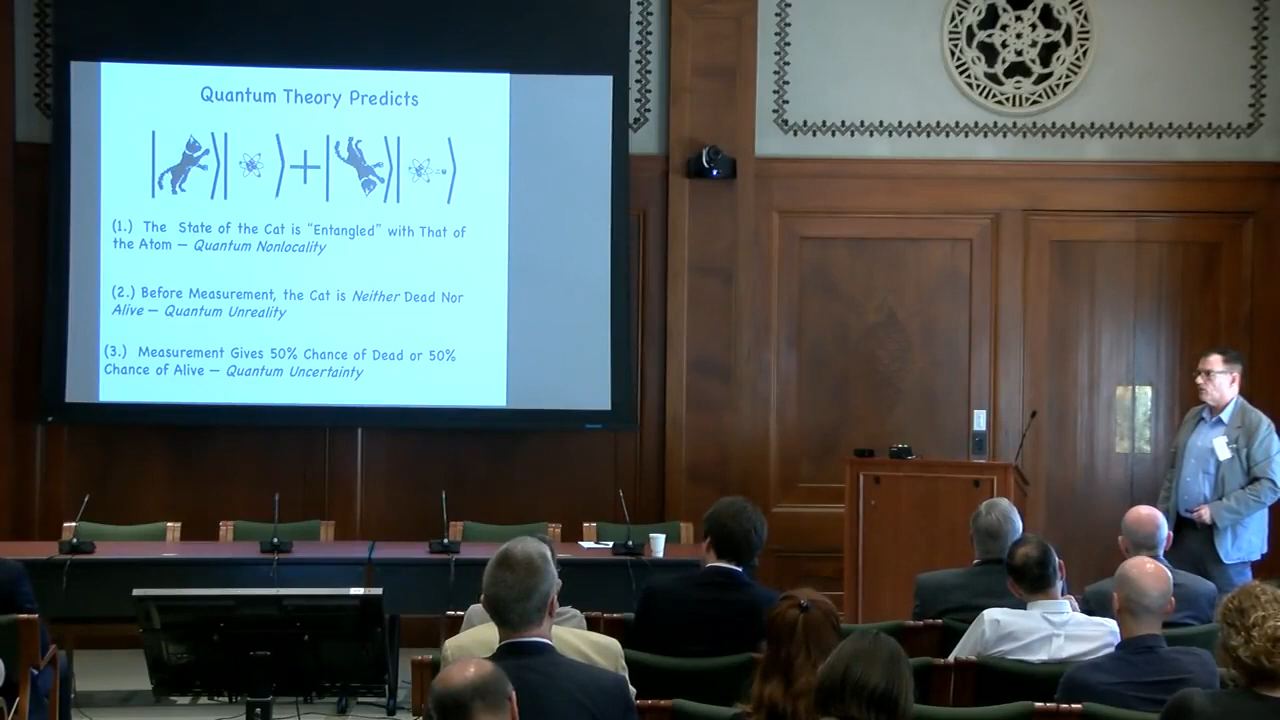 Quantum Theory Predicts
(1.) The State of the Cat is "Entangled" with That of
the Atom – Quantum Nonlocality
(2.) Before Measurement, the Cat is Neither Dead Nor
Alive – Quantum Unreality
(3.) Measurement Gives 50% Chance of Dead or 50%
Chance of Alive – Quantum Uncertainty